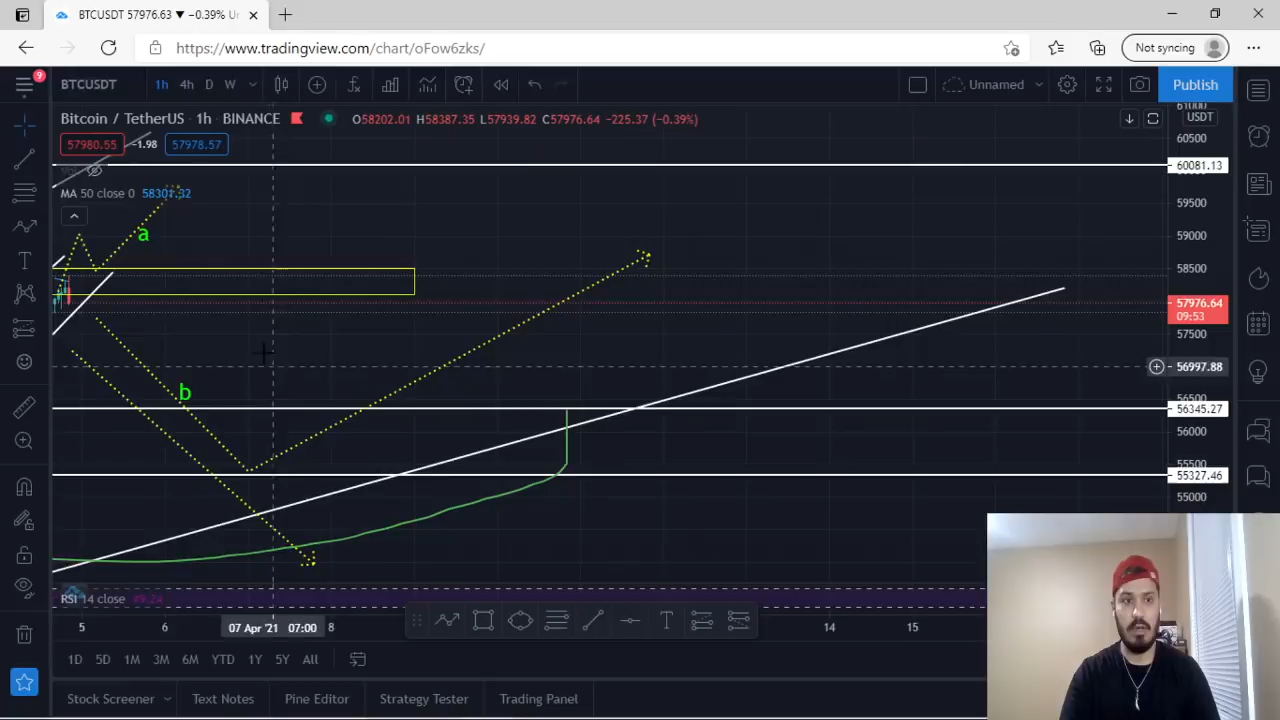 BTCUSDT 57976.63 ▼ −0.39% Un
https://www.tradingview.com/chart/oFow6zks/
Not syncing
9
BTCUSDT 1h 4h D W
Unnamed
Publish
Bitcoin / TetherUS · 1h · BINANCE O58202.01 H58387.35 L57939.82 C57976.64 −225.37 (−0.39%)
USDT
57980.55 −1.98 57978.57
MA 50 close 0 58301.32
a
b
60500
60081.13
59500
59000
58500
57976.64
09:53
57500
56997.88
56500
56345.27
56000
55500
55327.46
55000
RSI 14 close
5 6 07 Apr '21 07:00 8 14 15
1D 5D 1M 3M 6M YTD 1Y 5Y All
Stock Screener Text Notes Pine Editor Strategy Tester Trading Panel